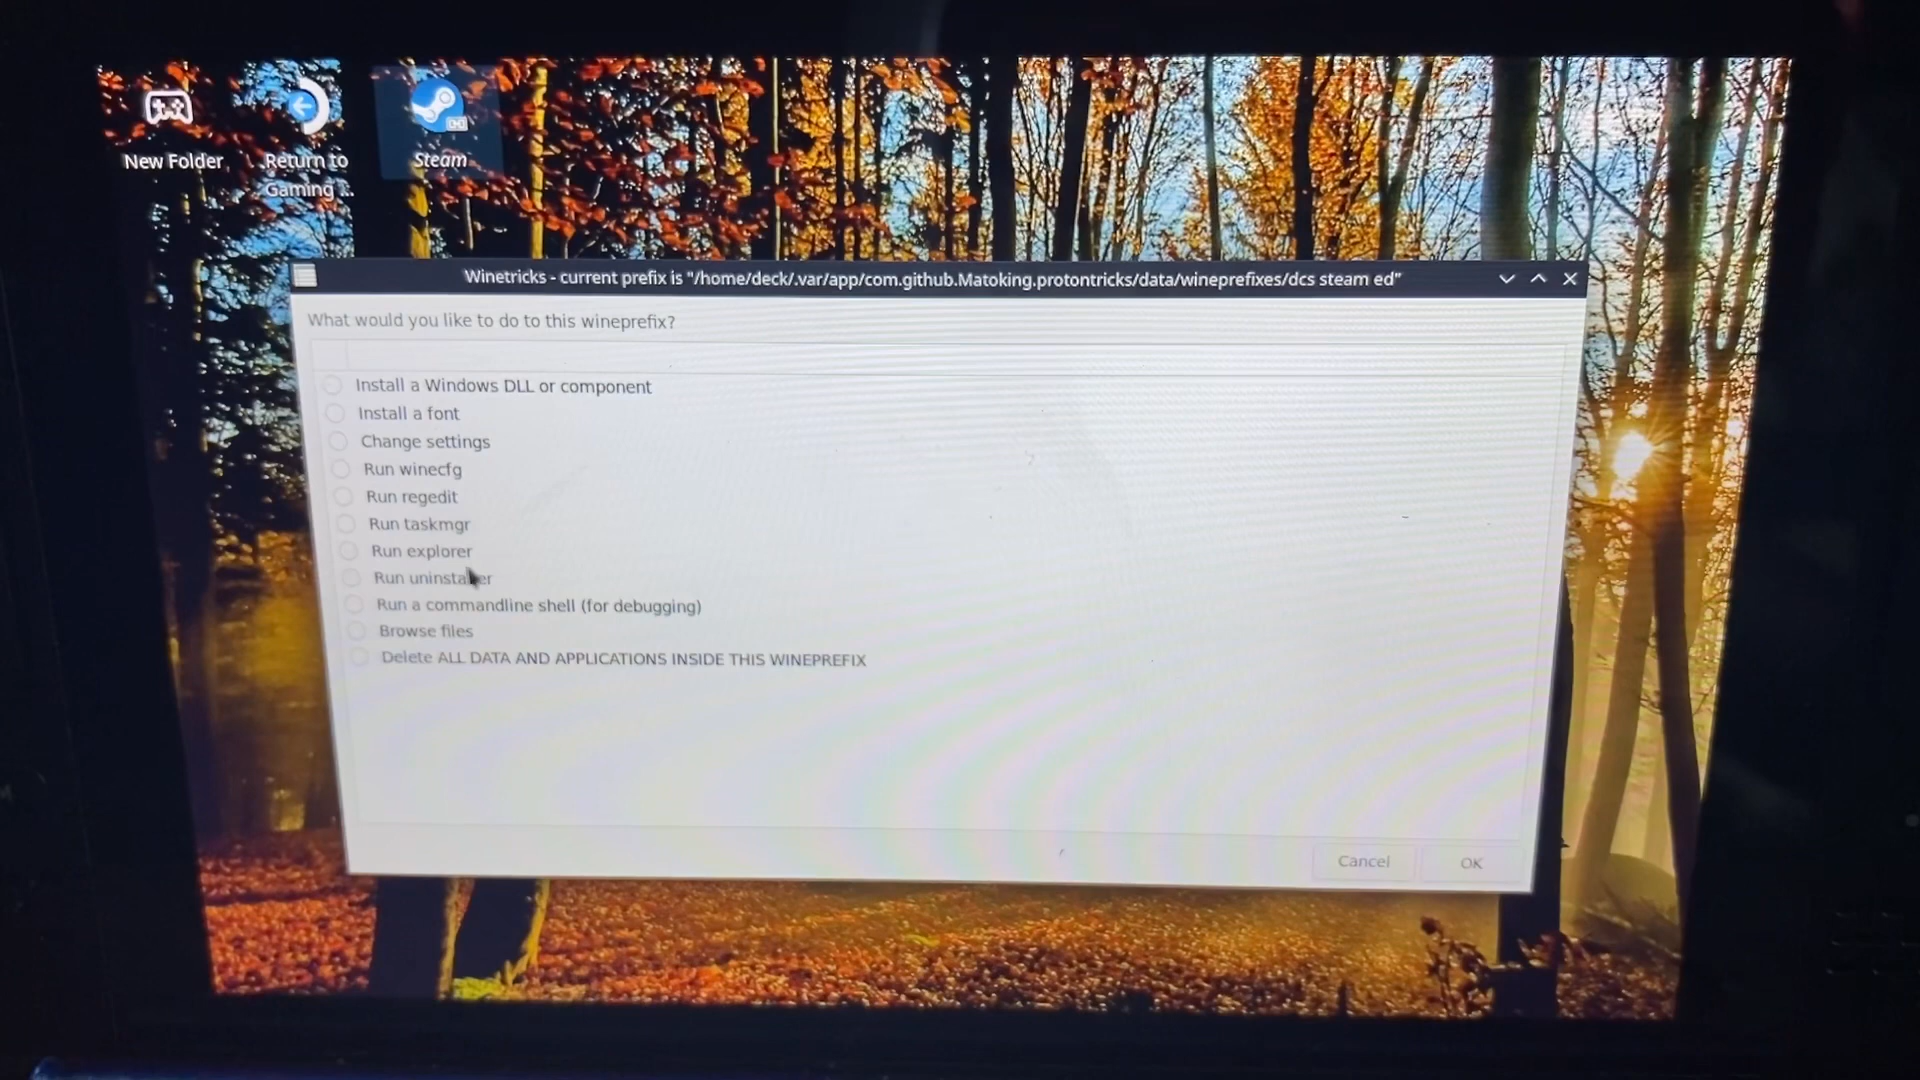 New Folder
Return to
Gaming ...
Steam
Winetricks - current prefix is "/home/deck/.var/app/com.github.Matoking.protontricks/data/wineprefixes/dcs steam ed"
What would you like to do to this wineprefix?
Install a Windows DLL or component
Install a font
Change settings
Run winecfg
Run regedit
Run taskmgr
Run explorer
Run uninstaller
Run a commandline shell (for debugging)
Browse files
Delete ALL DATA AND APPLICATIONS INSIDE THIS WINEPREFIX
Cancel
OK